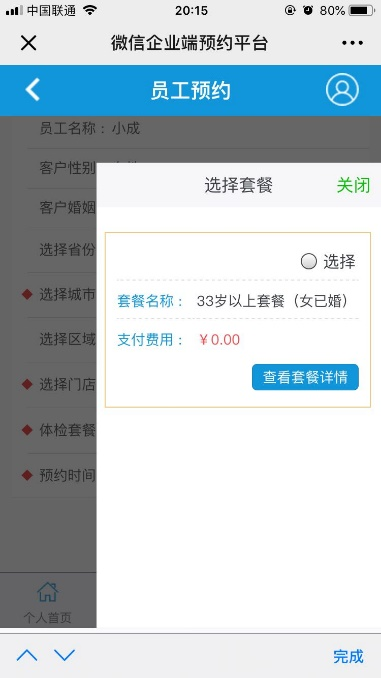 中国联通
20:15
80%
微信企业端预约平台
员工预约
员工名称：小成
客户性别
选择套餐
关闭
客户婚姻
选择省份
选择
选择城市
套餐名称：
33岁以上套餐（女已婚）
选择区域
支付费用：
￥0.00
选择门店
查看套餐详情
体检套餐
预约时间
个人首页
完成